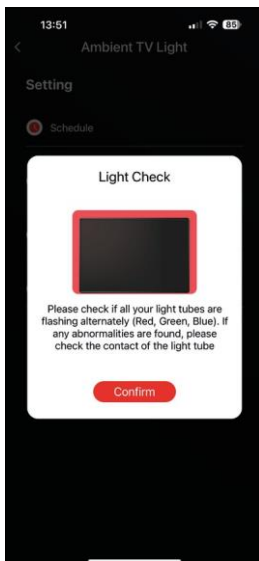 13:51
85
Ambient TV Light
Setting
Schedule
Light Check
Please check if all your light tubes are
flashing alternately (Red, Green, Blue). If
any abnormalities are found, please
check the contact of the light tube
Confirm